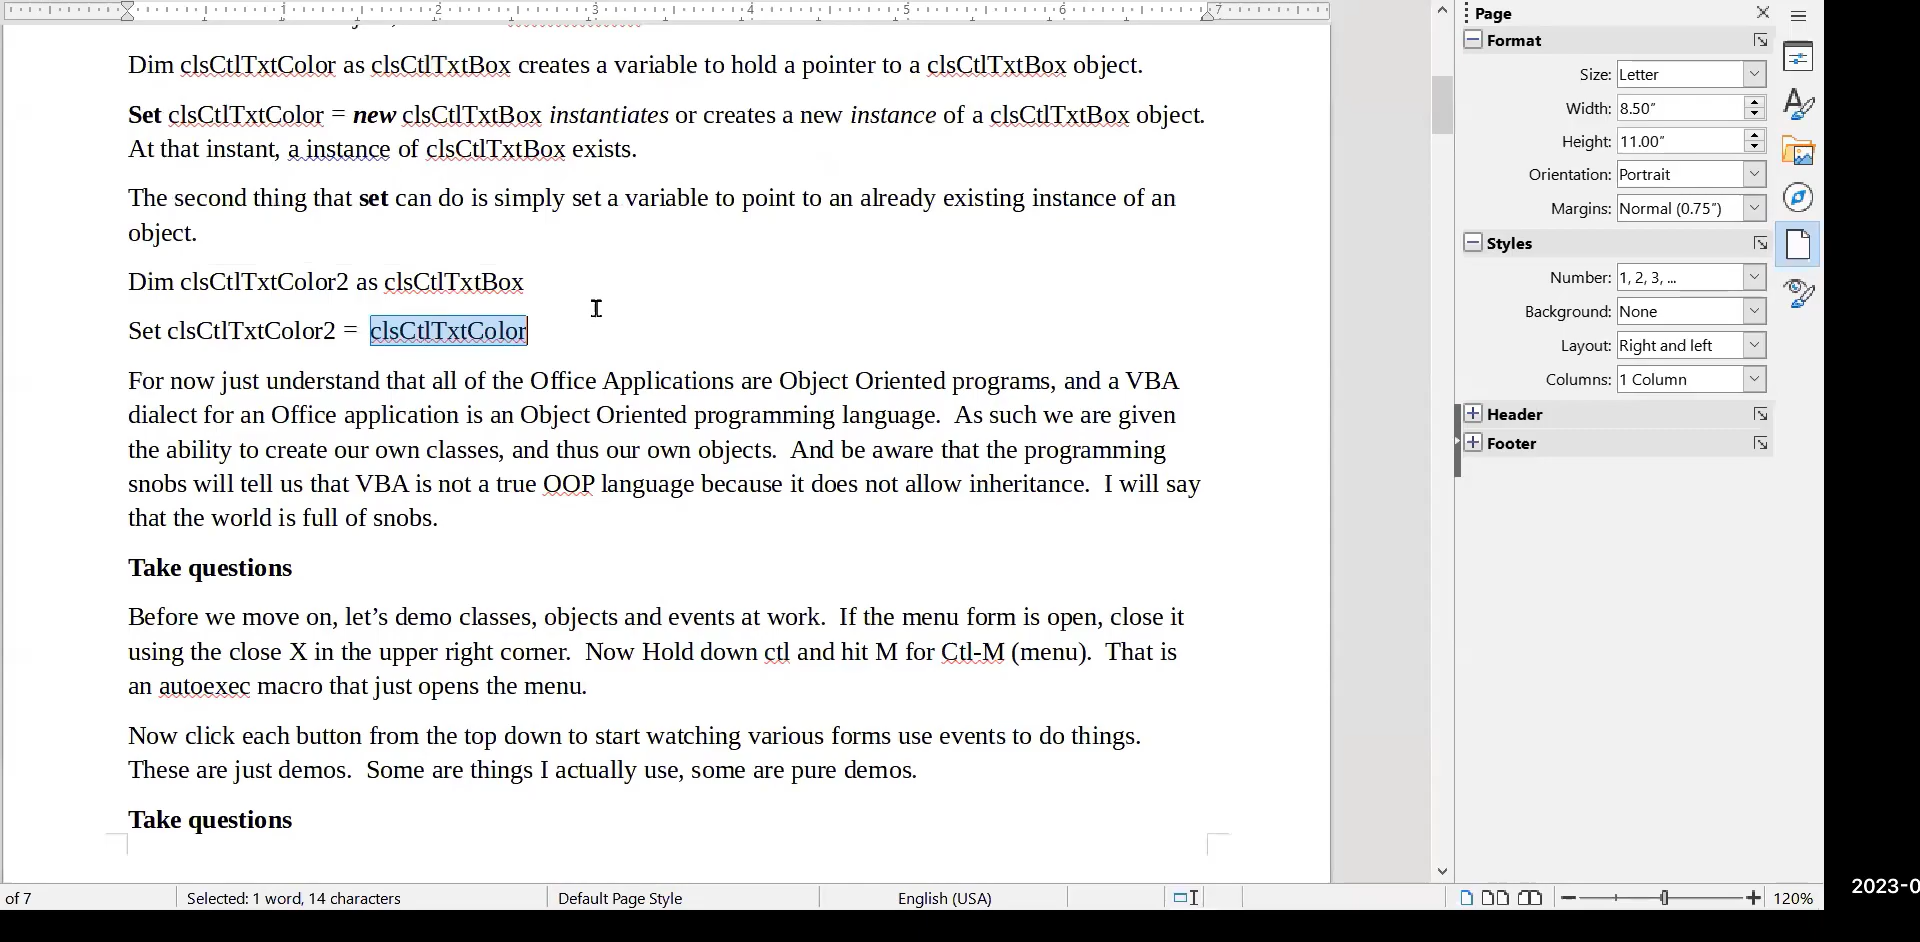 Page
Format
Size: Letter
Width: 8.50"
Height: 11.00"
Orientation: Portrait
Margins: Normal (0.75")
Styles
Number: 1, 2, 3, ...
Background: None
Layout: Right and left
Columns: 1 Column
Header
Footer
1 2 3 4 5 6 7
Dim clsCtlTxtColor as clsCtlTxtBox creates a variable to hold a pointer to a clsCtlTxtBox object.
Set clsCtlTxtColor = new clsCtlTxtBox instantiates or creates a new instance of a clsCtlTxtBox object.
At that instant, a instance of clsCtlTxtBox exists.
The second thing that set can do is simply set a variable to point to an already existing instance of an
object.
Dim clsCtlTxtColor2 as clsCtlTxtBox
Set clsCtlTxtColor2 = clsCtlTxtColor
For now just understand that all of the Office Applications are Object Oriented programs, and a VBA
dialect for an Office application is an Object Oriented programming language. As such we are given
the ability to create our own classes, and thus our own objects. And be aware that the programming
snobs will tell us that VBA is not a true OOP language because it does not allow inheritance. I will say
that the world is full of snobs.
Take questions
Before we move on, let's demo classes, objects and events at work. If the menu form is open, close it
using the close X in the upper right corner. Now Hold down ctl and hit M for Ctl-M (menu). That is
an autoexec macro that just opens the menu.
Now click each button from the top down to start watching various forms use events to do things.
These are just demos. Some are things I actually use, some are pure demos.
Take questions
of 7
Selected: 1 word, 14 characters
Default Page Style
English (USA)
120%
2023-0